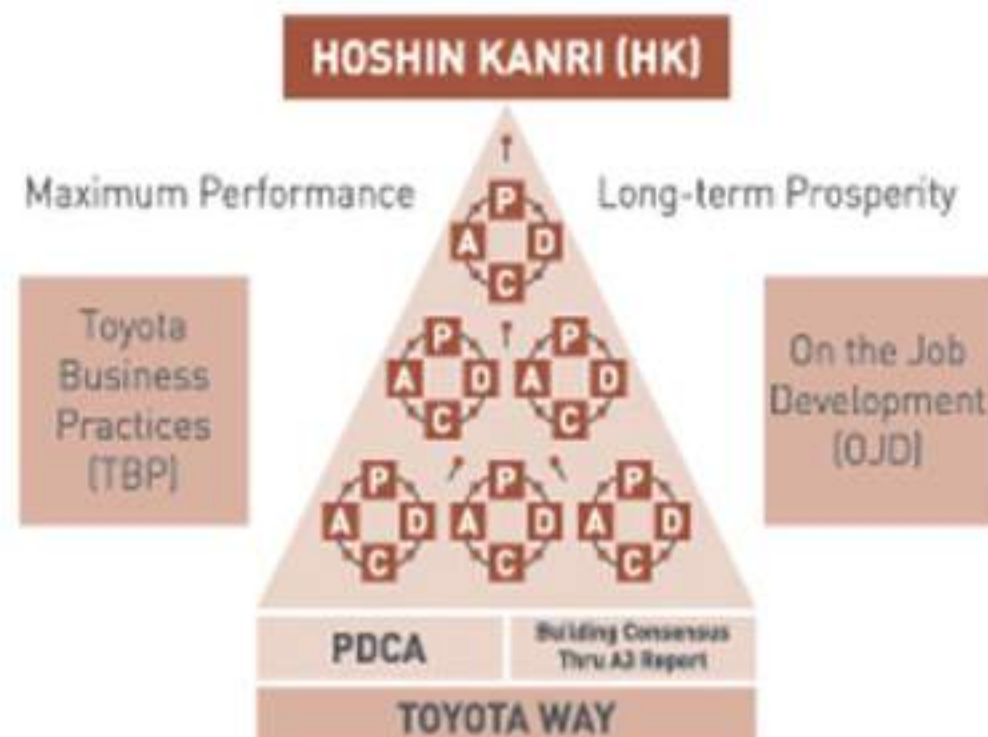 HOSHIN KANRI (HK)
Maximum Performance
Long-term Prosperity
P
A D
C
Toyota
Business
Practices
(TBP)
On the Job
Development
(OJD)
P P
A D A D
C C
P P P
A D A D A D
C C C
PDCA
Building Consensus
Thru A3 Report
TOYOTA WAY